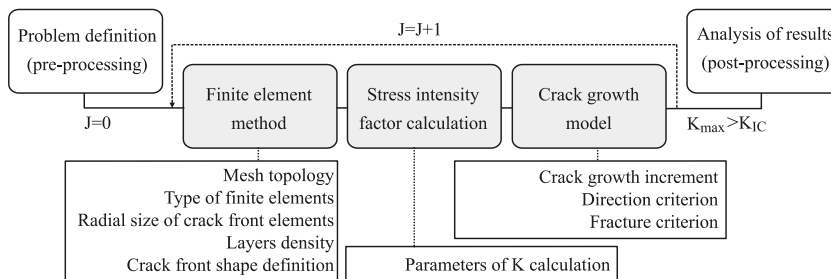 Problem definition
(pre-processing)
J=J+1
Analysis of results
(post-processing)
Finite element
method
Stress intensity
factor calculation
Crack growth
model
J=0
Kmax>KIC
Mesh topology
Type of finite elements
Radial size of crack front elements
Layers density
Crack front shape definition
Parameters of K calculation
Crack growth increment
Direction criterion
Fracture criterion